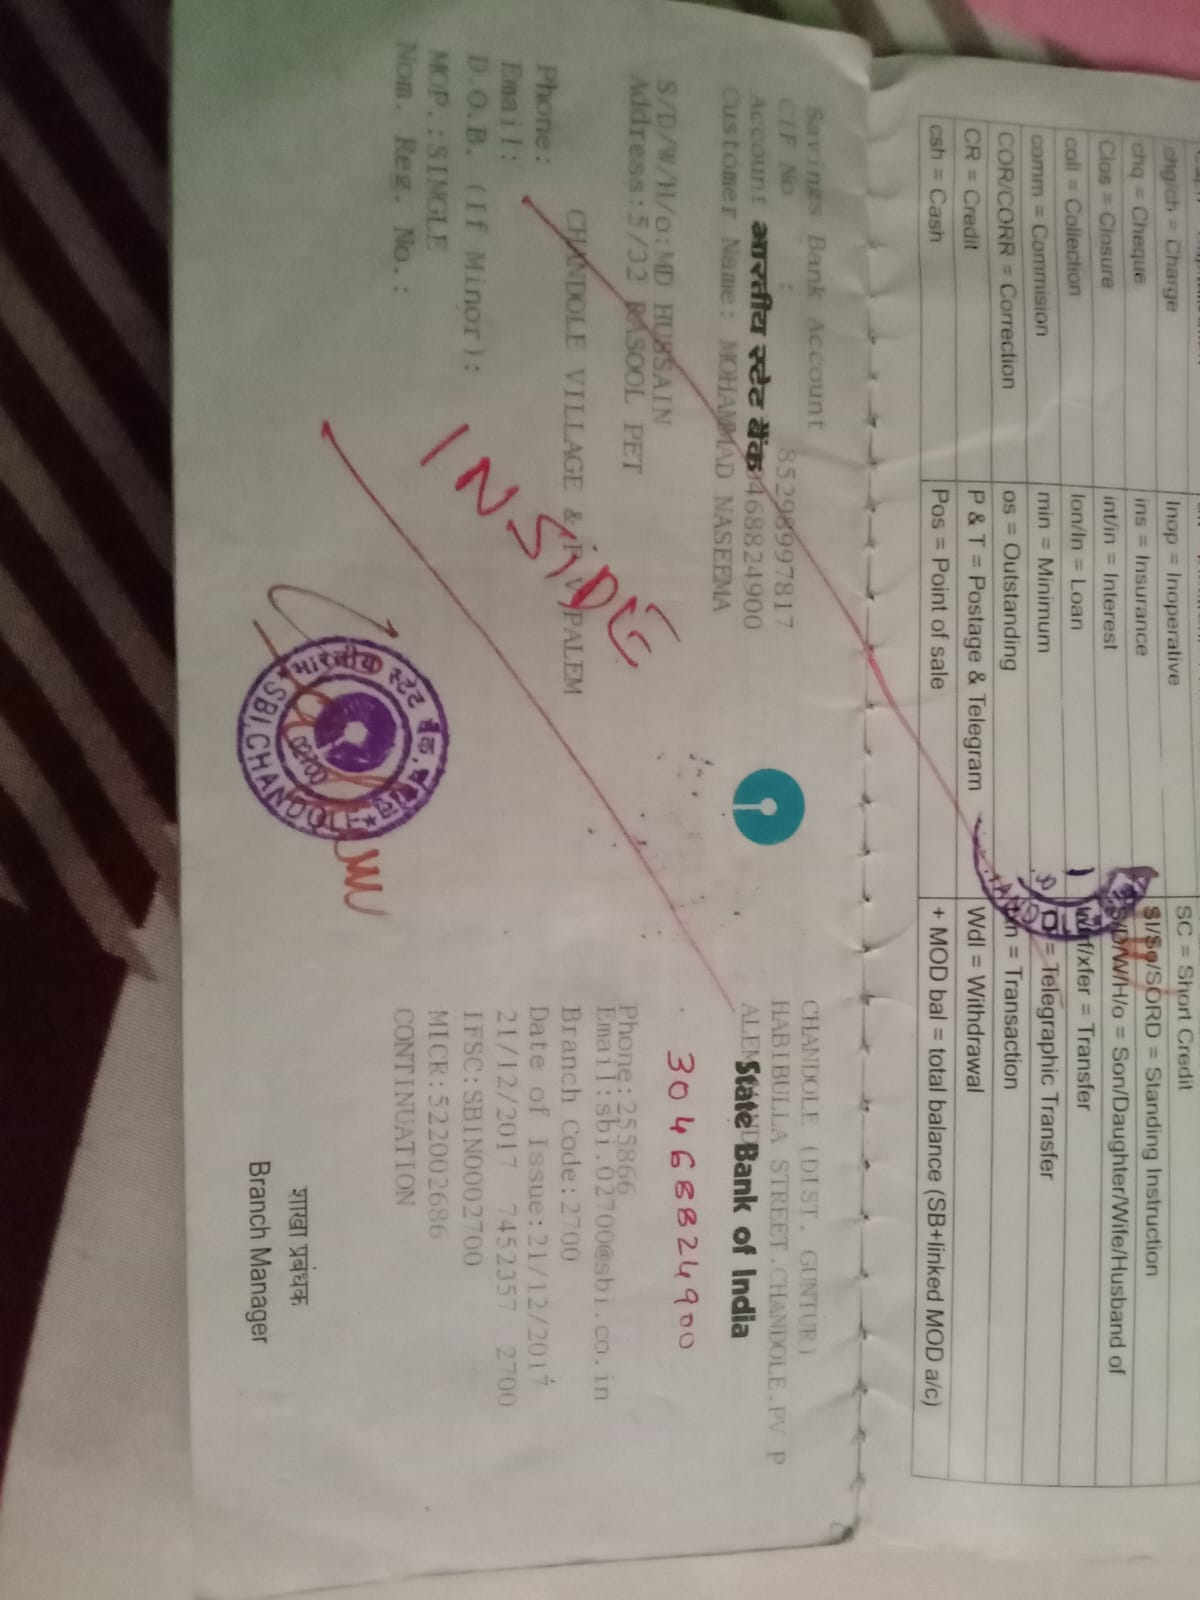 chg/ch = Charge
chq = Cheque
Clos = Closure
coll = Collection
comm = Commision
COR/CORR = Correction
CR = Credit
csh = Cash
Inop = Inoperative
ins = Insurance
int/in = Interest
lon/ln = Loan
min = Minimum
os = Outstanding
P & T = Postage & Telegram
Pos = Point of sale
SC = Short Credit
SI/So/SORD = Standing Instruction
S/D/W/H/o = Son/Daughter/Wife/Husband of
trf/xfer = Transfer
= Telegraphic Transfer
= Transaction
Wdl = Withdrawal
+ MOD bal = total balance (SB+linked MOD a/c)
Savings Bank Account
CIF No : 85298997817
Account भारतीय स्टेट बैंक 4688824900
Customer Name: MOHAMMAD NASEEMA
S/D/W/H/o:MD HUSSAIN
Address:5/32 RASOOL PET
CHANDOLE VILLAGE & PALEM
Phone:
Email:
D.O.B. (If Minor):
MOP.:SINGLE
Nom. Reg. No.:
INSIDE
भारतीय स्टेट बैंक,
SBI,CHANDOLE
02700
CHANDOLE (DIST. GUNTUR)
HABIBULLA STREET.CHANDOLE.PV P
ALEM
State Bank of India
30468824900
Phone:255866
Email:sbi.02700@sbi.co.in
Branch Code:2700
Date of Issue:21/12/2017
21/12/2017 7452357 2700
IFSC:SBIN0002700
MICR:522002686
CONTINUATION
शाखा प्रबंधक
Branch Manager